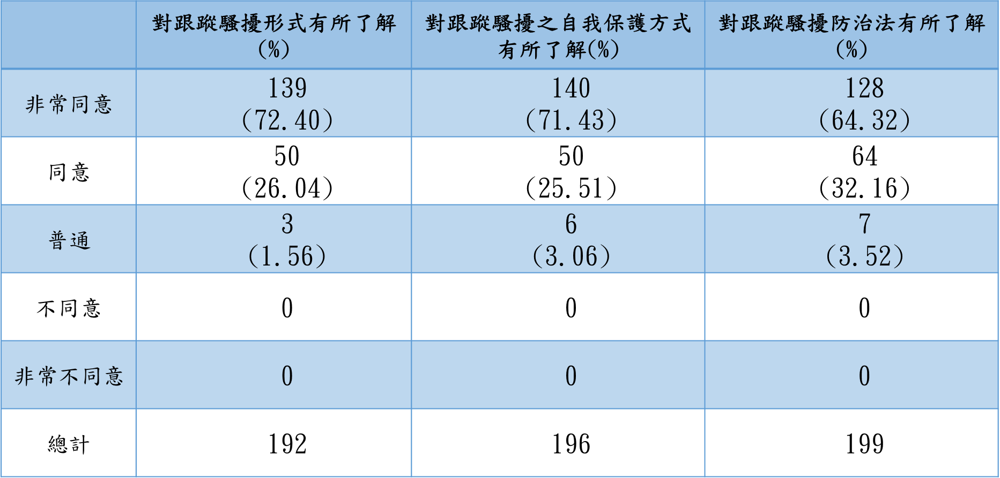 對跟蹤騷擾形式有所了解
(%)
對跟蹤騷擾之自我保護方式
有所了解(%)
對跟蹤騷擾防治法有所了解
(%)
非常同意
139
(72.40)
140
(71.43)
128
(64.32)
同意
50
(26.04)
50
(25.51)
64
(32.16)
普通
3
(1.56)
6
(3.06)
7
(3.52)
不同意
0
0
0
非常不同意
0
0
0
總計
192
196
199